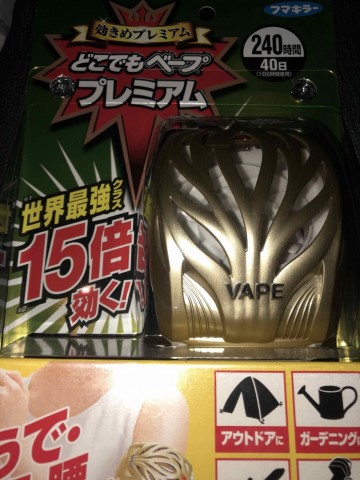 効きめプレミアム
フマキラー
どこでもベープ
プレミアム
240時間
40日
世界最強クラス
15倍
効く!
VAPE
うで・
腰
アウトドアに
ガーデニングに